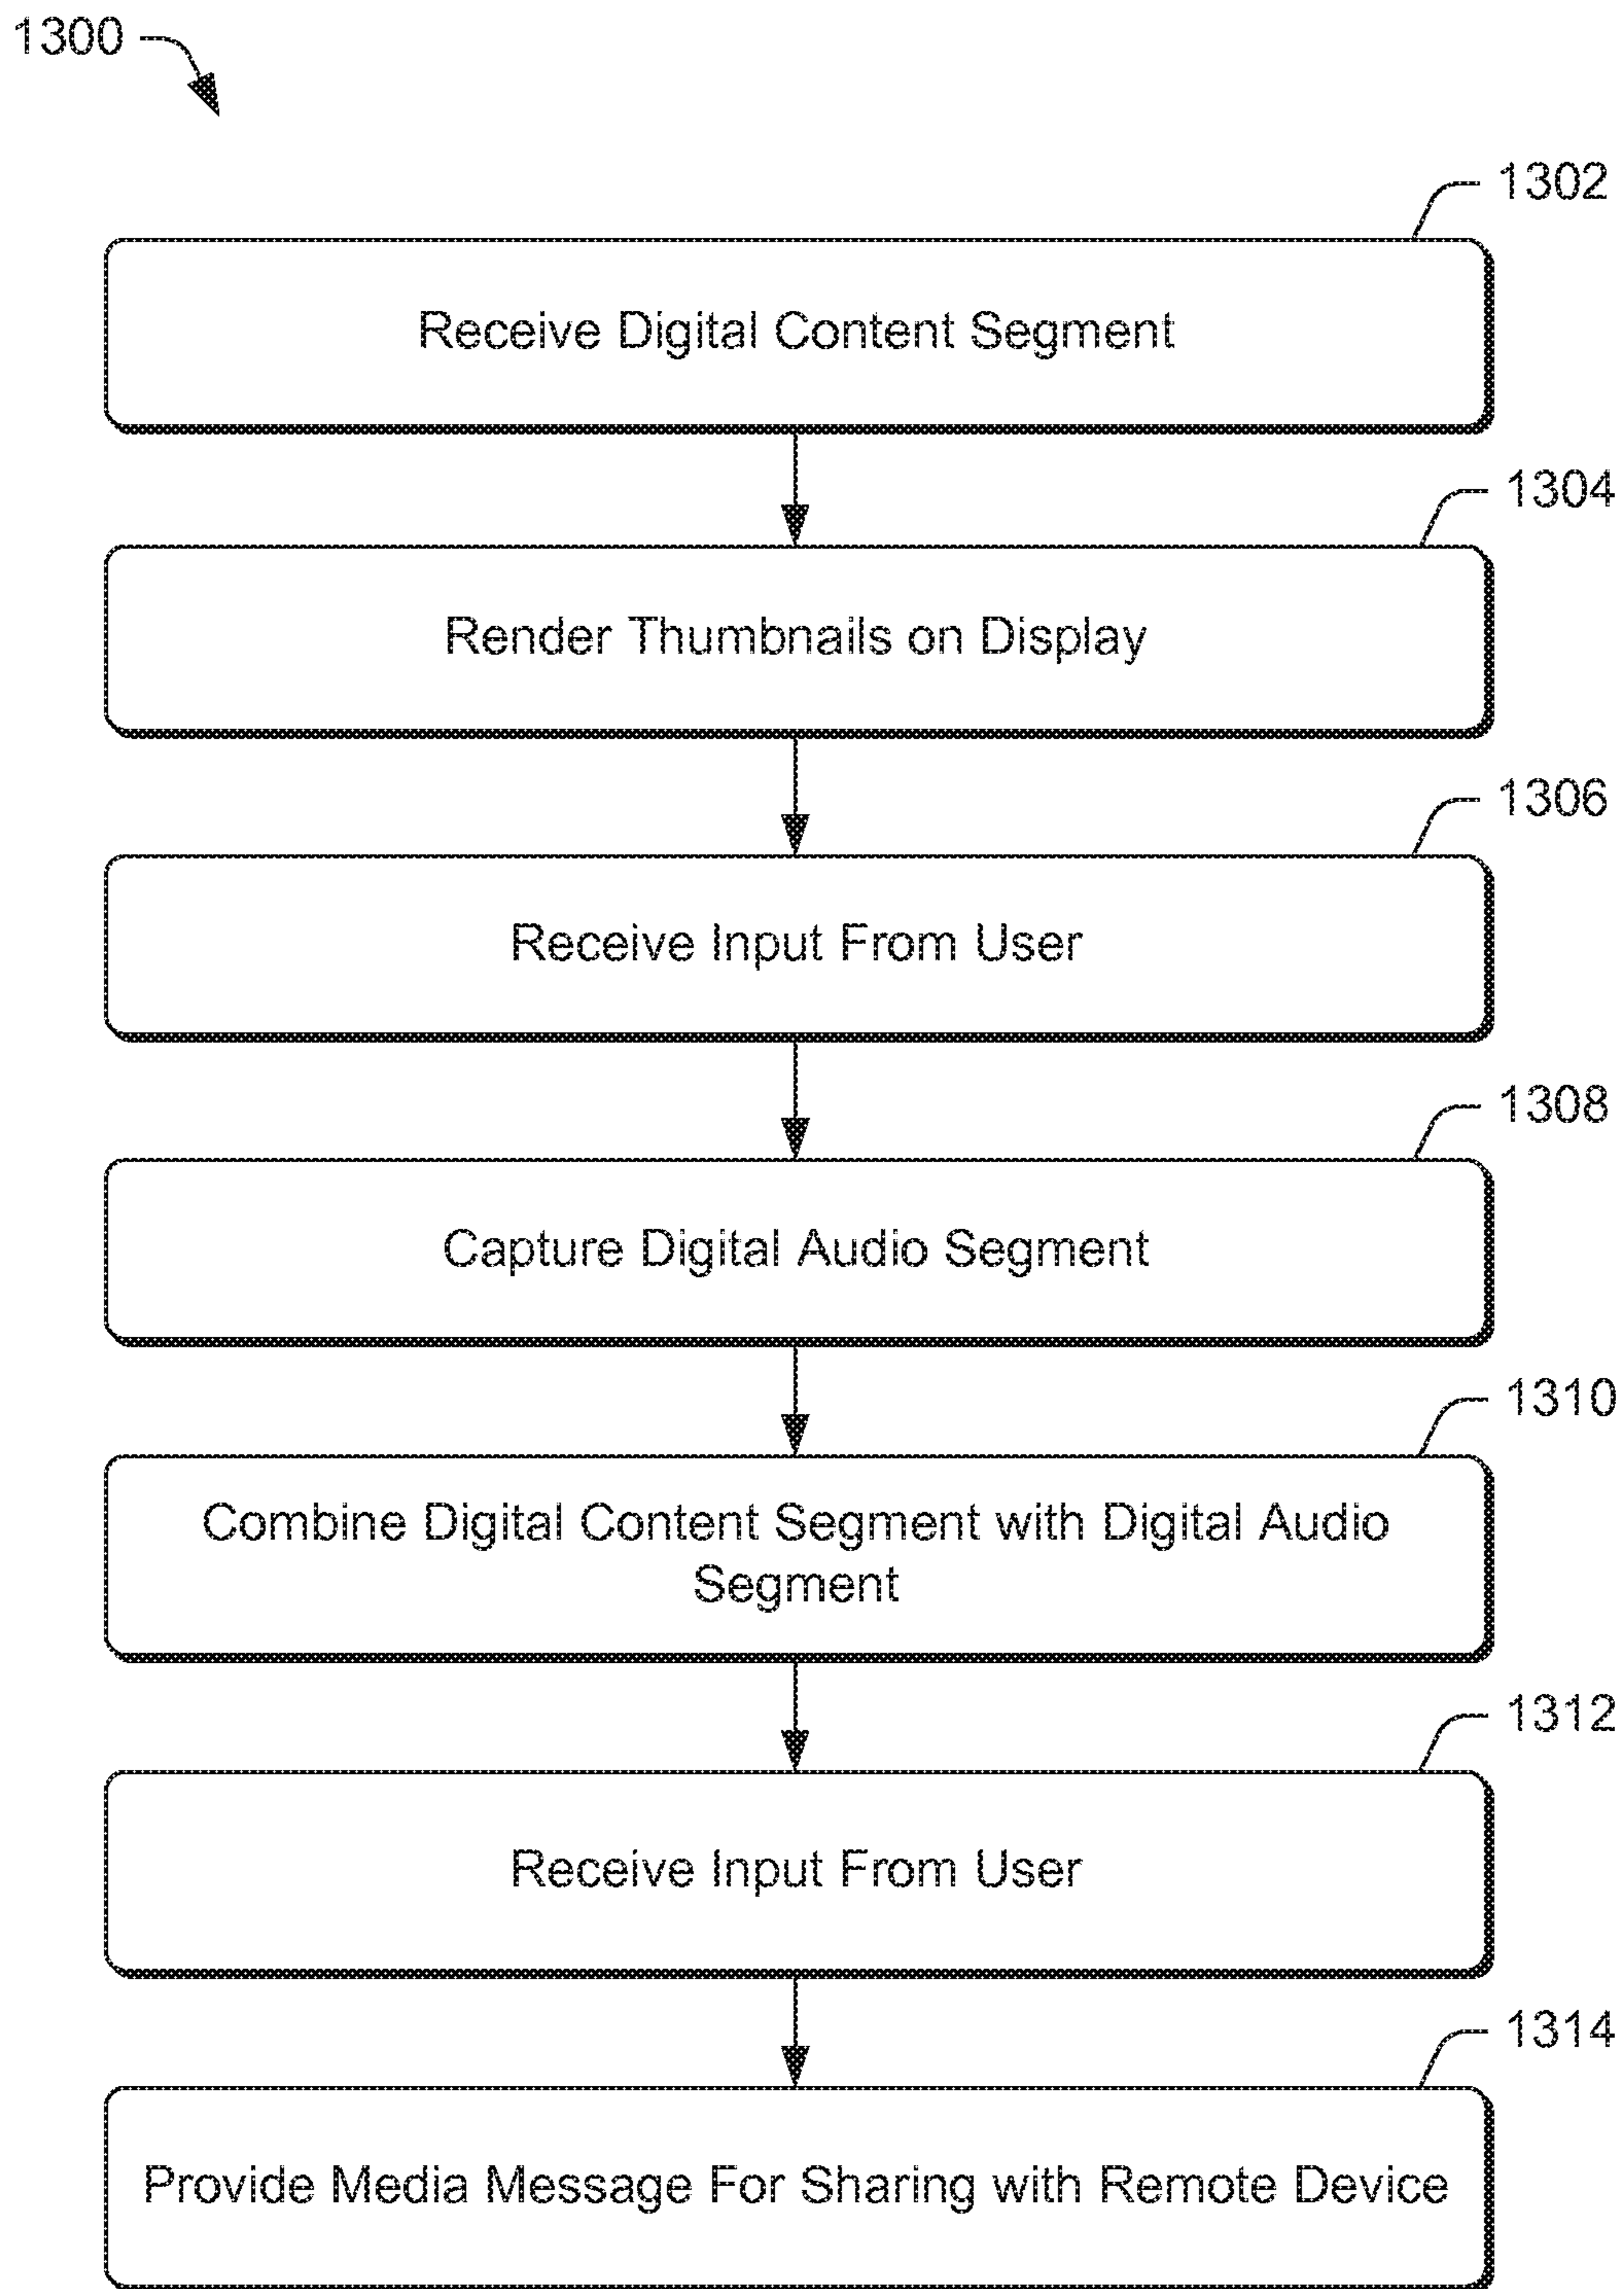 1300
1302
Receive Digital Content Segment
1304
Render Thumbnails on Display
1306
Receive Input From User
1308
Capture Digital Audio Segment
1310
Combine Digital Content Segment with Digital Audio
Segment
1312
Receive Input From User
1314
Provide Media Message For Sharing with Remote Device